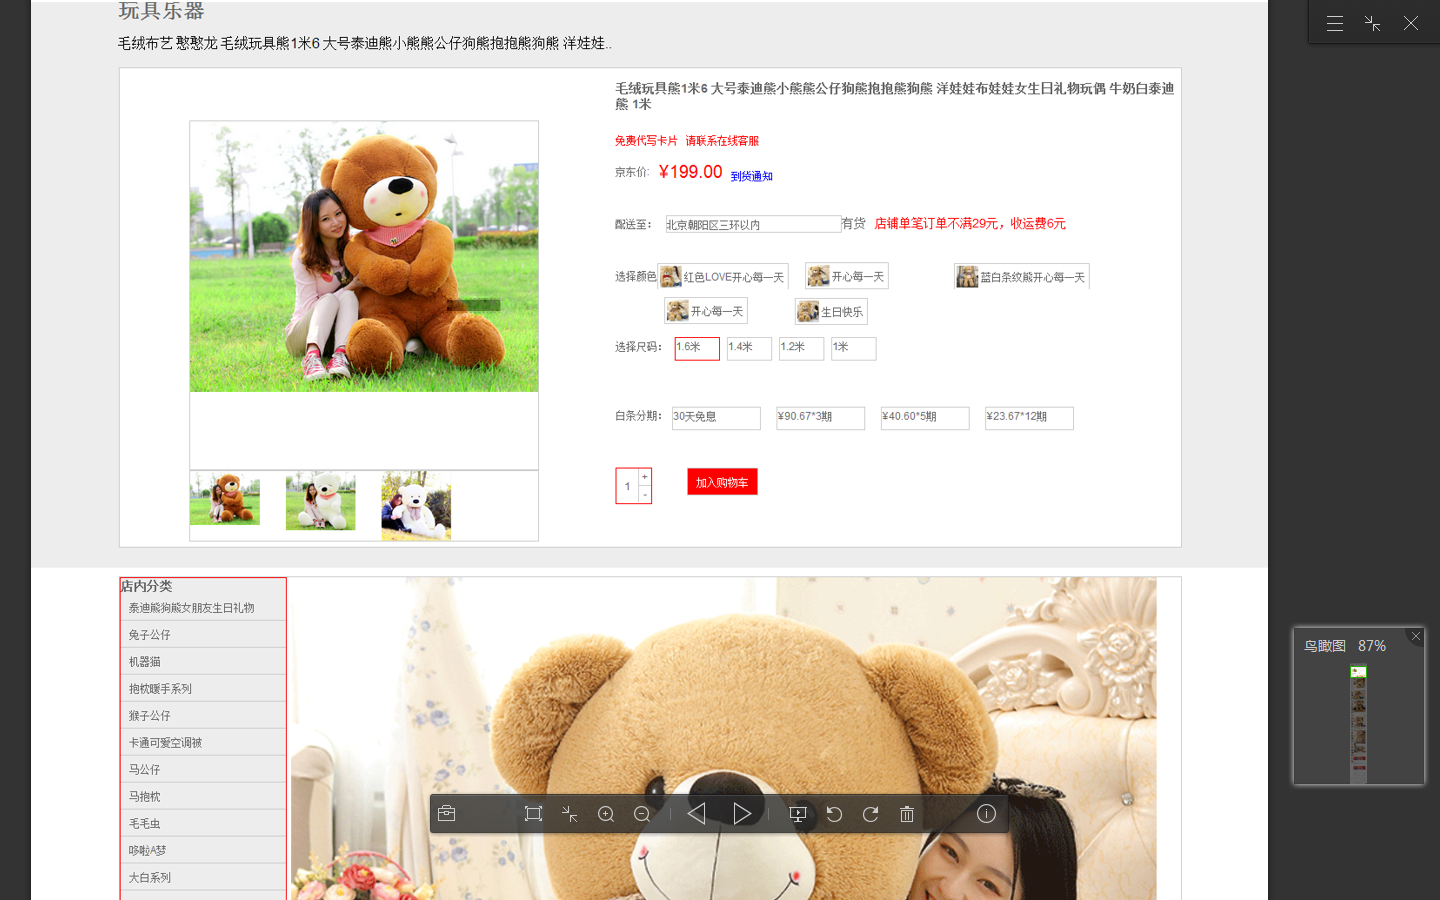 玩具乐器
毛绒布艺 憨憨龙 毛绒玩具熊1米6 大号泰迪熊小熊熊公仔狗熊抱抱熊狗熊 洋娃娃..
毛绒玩具熊1米6 大号泰迪熊小熊熊公仔狗熊抱抱熊狗熊 洋娃娃布娃娃女生日礼物玩偶 牛奶白泰迪
熊 1米
免费代写卡片 请联系在线客服
京东价: ¥199.00 到货通知
配送至： 北京朝阳区三环以内 有货 店铺单笔订单不满29元，收运费6元
选择颜色 红色LOVE开心每一天 开心每一天 蓝白条纹殿开心每一天
开心每一天 生日快乐
选择尺码： 1.6米 1.4米 1.2米 1米
白条分期： 30天免息 ¥90.67*3期 ¥40.60*5期 ¥23.67*12期
1 + - 加入购物车
店内分类
泰迪熊狗熊女朋友生日礼物
兔子公仔
机器猫
抱枕暖手系列
猴子公仔
卡通可爱空调被
马公仔
马抱枕
毛毛虫
哆啦A梦
大白系列
鸟瞰图 87%